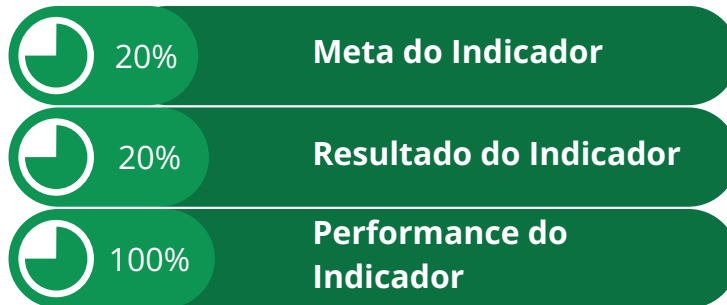 20% Meta do Indicador
20% Resultado do Indicador
100% Performance do
Indicador